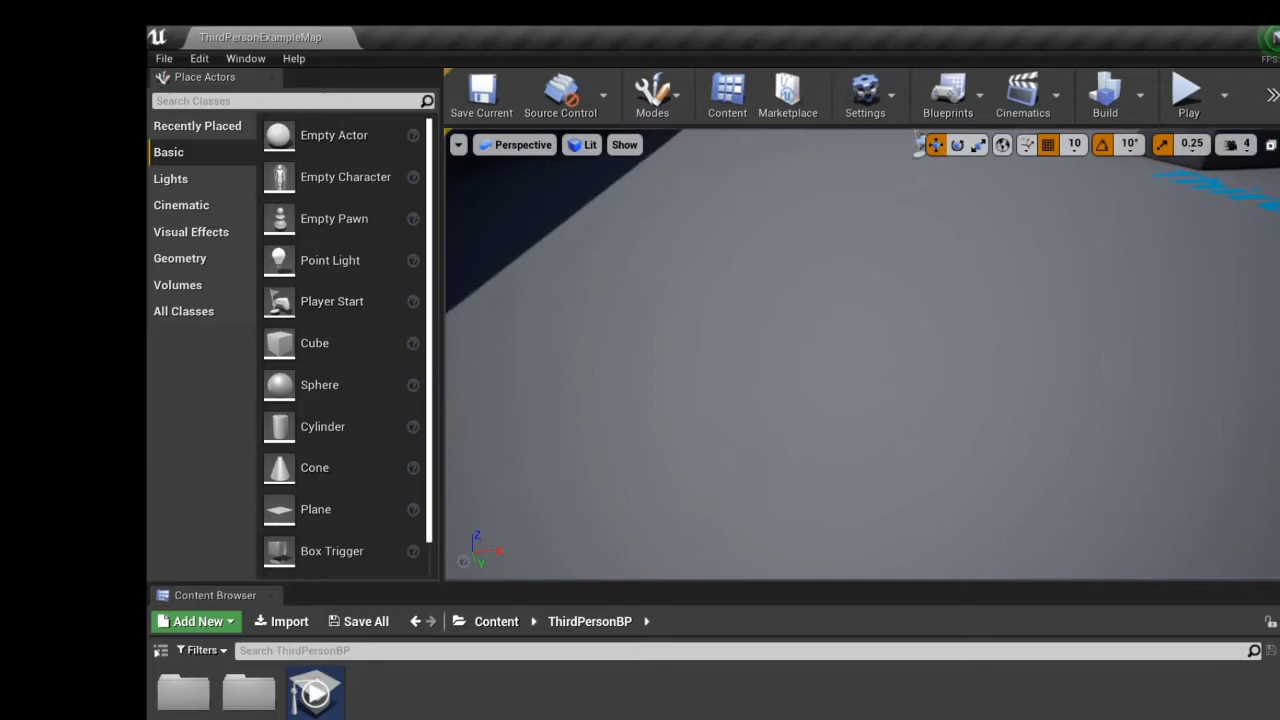 ThirdPersonExampleMap
File Edit Window Help
FPS:
Place Actors
Search Classes
Recently Placed
Basic
Lights
Cinematic
Visual Effects
Geometry
Volumes
All Classes
Empty Actor
Empty Character
Empty Pawn
Point Light
Player Start
Cube
Sphere
Cylinder
Cone
Plane
Box Trigger
Save Current Source Control Modes Content Marketplace Settings Blueprints Cinematics Build Play
Perspective Lit Show 10 10° 0.25 4
Z
X
Y
Content Browser
Add New Import Save All Content ThirdPersonBP
Filters Search ThirdPersonBP